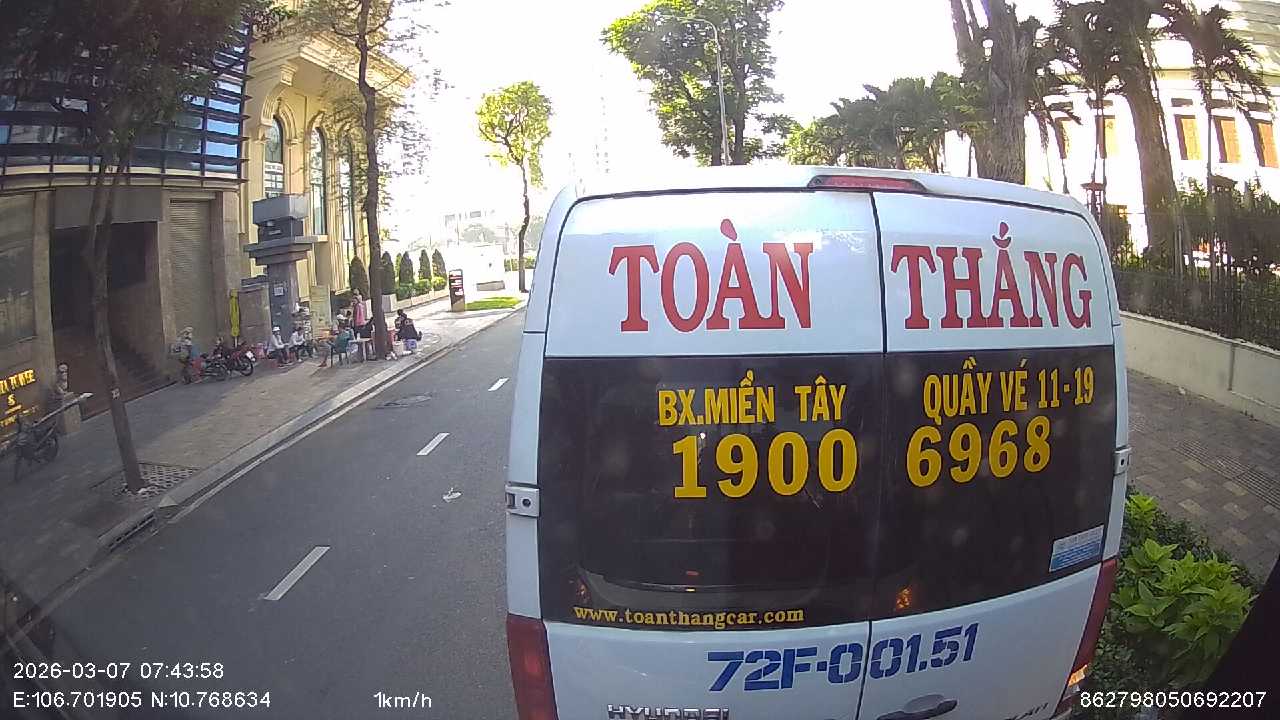 TOÀN THẮNG
BX.MIỀN TÂY QUẦY VÉ 11-19
1900 6968
www.toanthangcar.com
72F-001.51
HYUNDAI
2026-03-07 07:43:58
E:106.701905 N:10.768634 1km/h 862798050692207